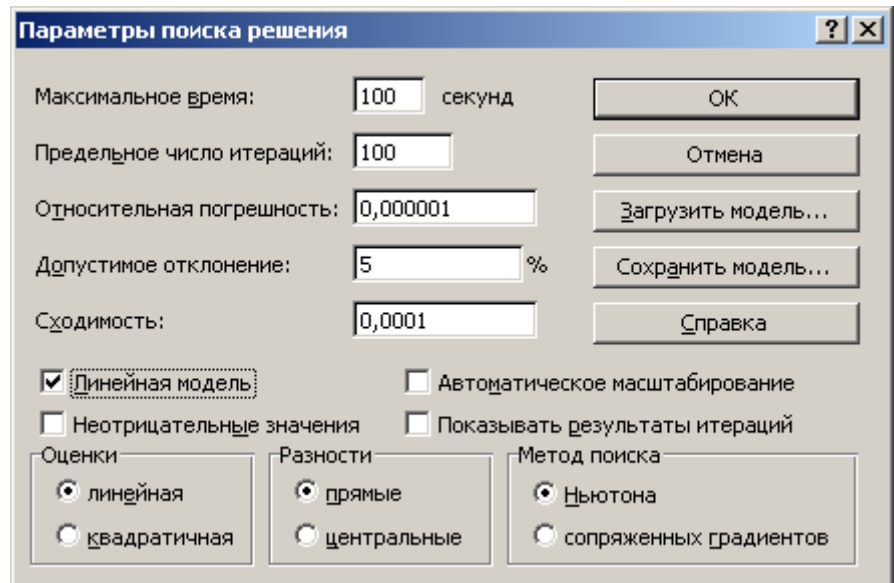 Параметры поиска решения
Максимальное время: 100 секунд
OK
Предельное число итераций: 100
Отмена
Относительная погрешность: 0,000001
Загрузить модель...
Допустимое отклонение: 5 %
Сохранить модель...
Сходимость: 0,0001
Справка
Линейная модель
Автоматическое масштабирование
Неотрицательные значения
Показывать результаты итераций
Оценки
Разности
Метод поиска
линейная
прямые
Ньютона
квадратичная
центральные
сопряженных градиентов